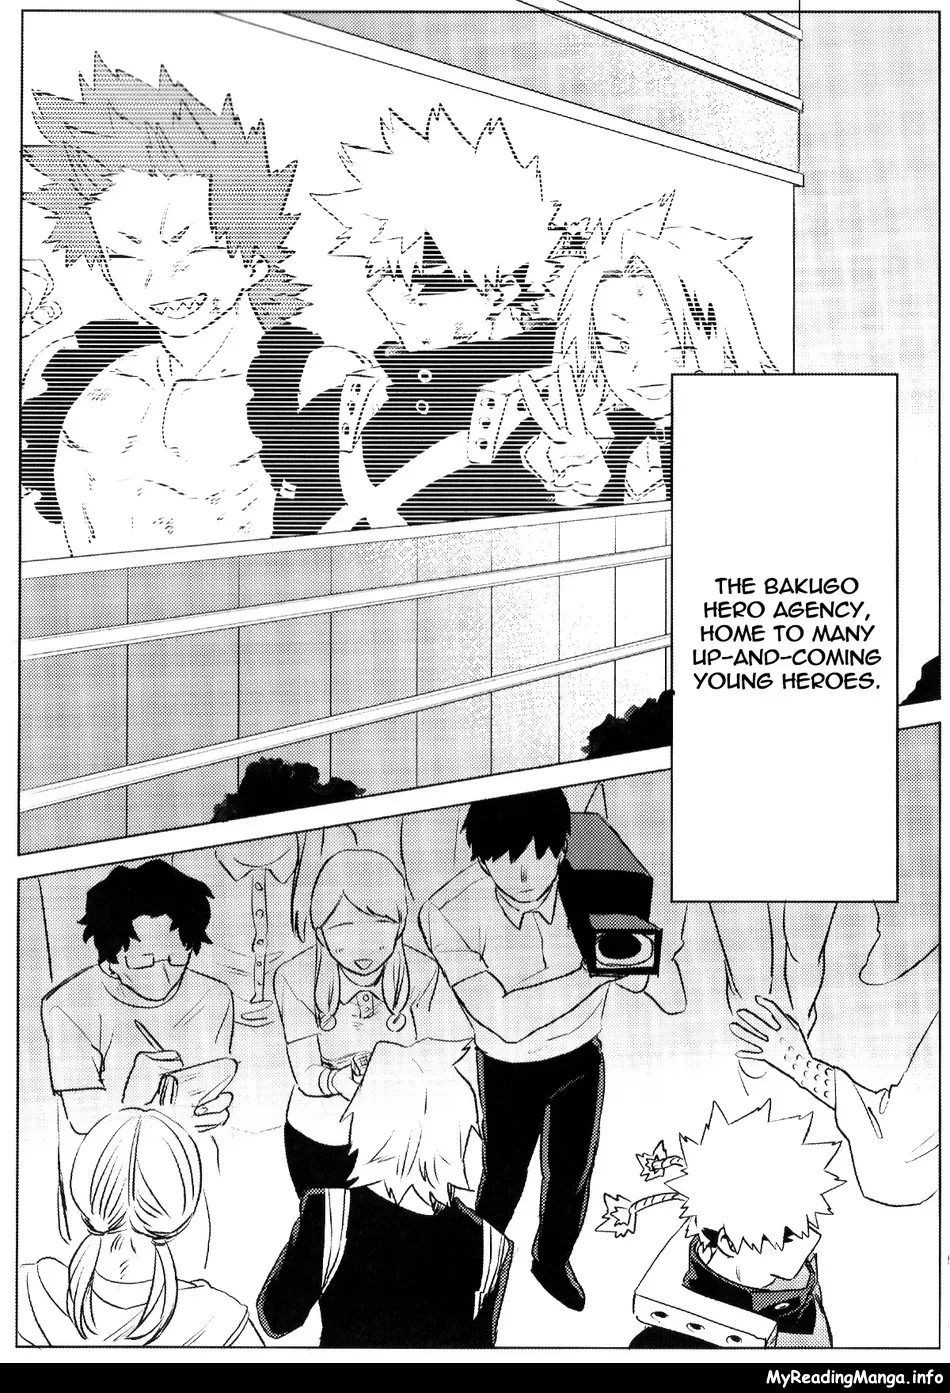 THE BAKUGO
HERO AGENCY,
HOME TO MANY
UP-AND-COMING
YOUNG HEROES.
MyReadingManga.info